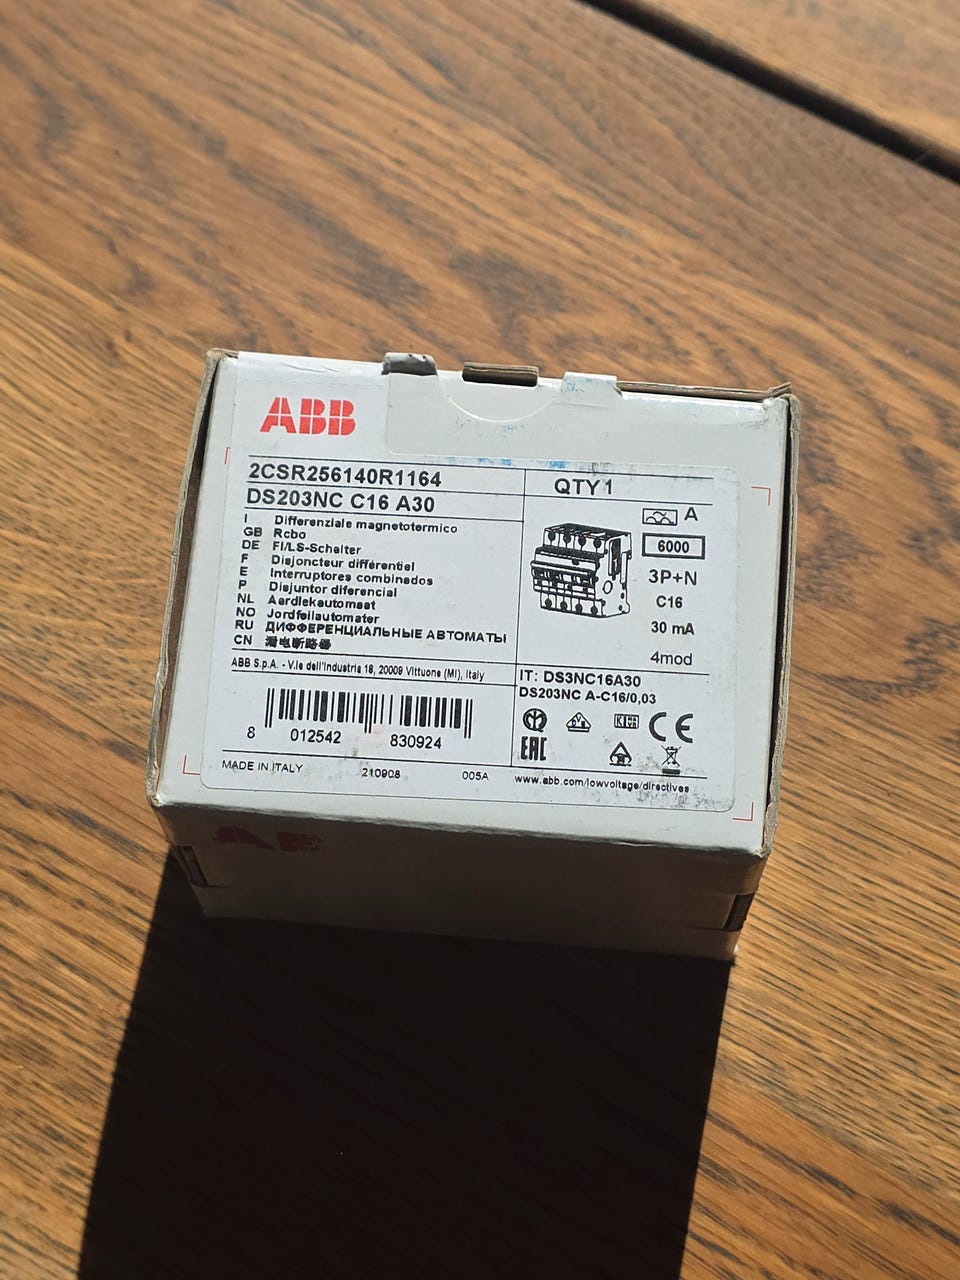 ABB
2CSR256140R1164
DS203NC C16 A30
I Differenziale magnetotermico
GB Rcbo
DE FI/LS-Schalter
F Disjoncteur différentiel
E Interruptores combinados
P Disjuntor diferencial
NL Aardlekautomaat
NO Jordfeilautomater
RU ДИФФЕРЕНЦИАЛЬНЫЕ АВТОМАТЫ
CN 漏电断路器
ABB S.p.A. - V.le dell'Industria 18, 20009 Vittuone (MI), Italy
8 012542 830924
MADE IN ITALY 210908 005A
QTY 1
A
6000
3P+N
C16
30 mA
4mod
IT: DS3NC16A30
DS203NC A-C16/0,03
CE
EAC
www.abb.com/lowvoltage/directives
ABB